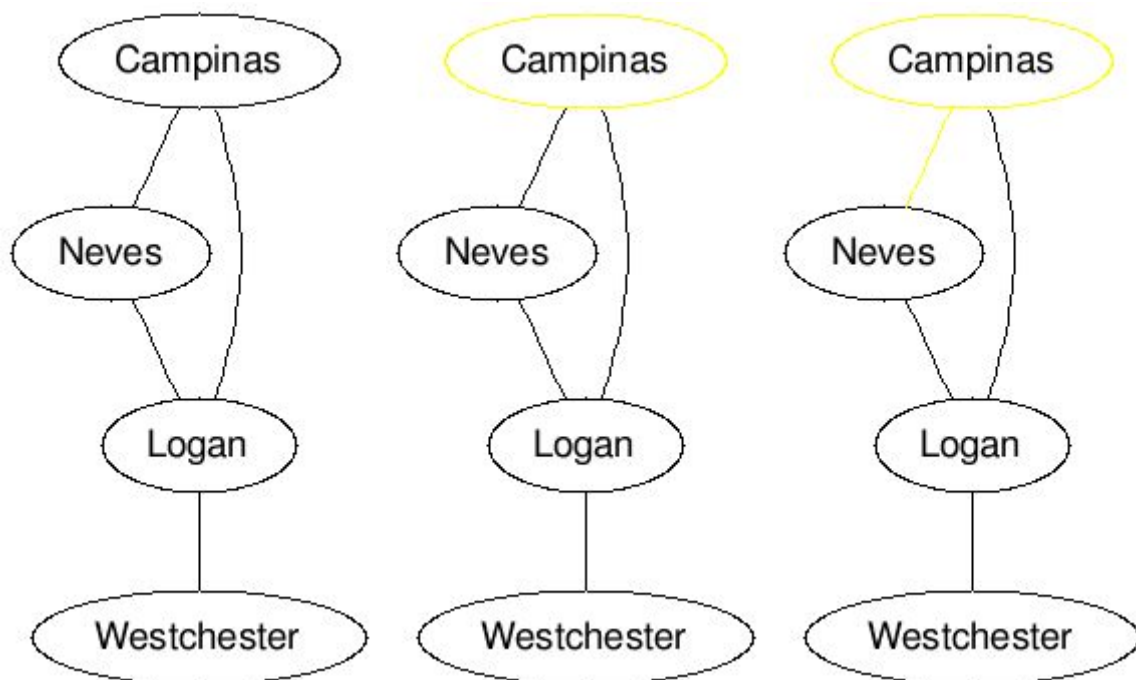 Campinas Campinas Campinas
Neves Neves Neves
Logan Logan Logan
Westchester Westchester Westchester